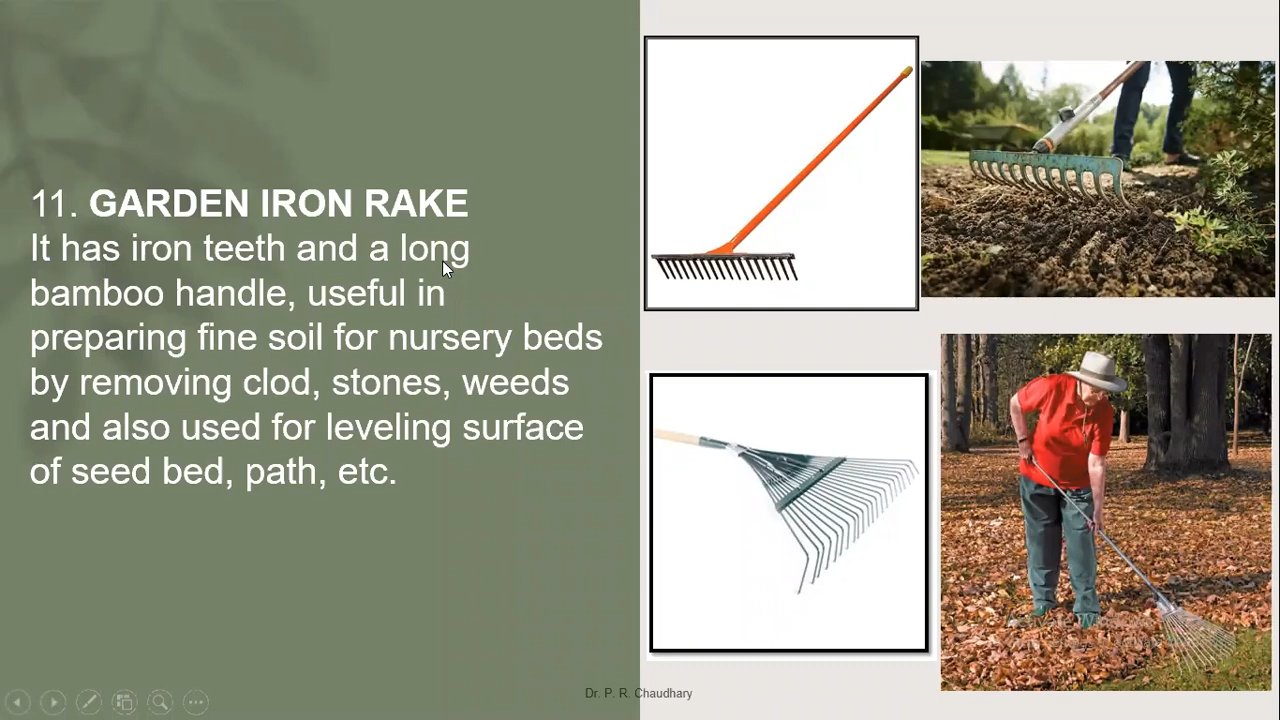 11. GARDEN IRON RAKE
It has iron teeth and a long
bamboo handle, useful in
preparing fine soil for nursery beds
by removing clod, stones, weeds
and also used for leveling surface
of seed bed, path, etc.
Dr. P. R. Chaudhary